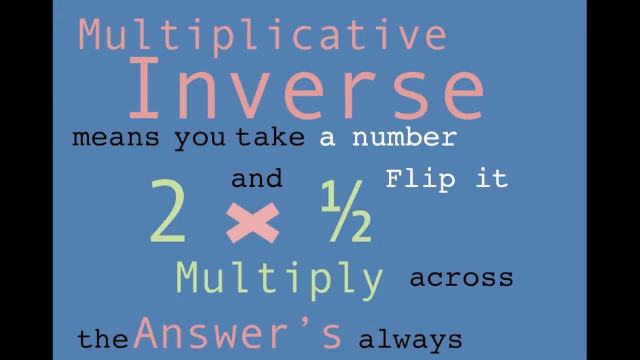 Multiplicative
Inverse
means you take a number
and Flip it
2 × ½
Multiply across
the Answer's always